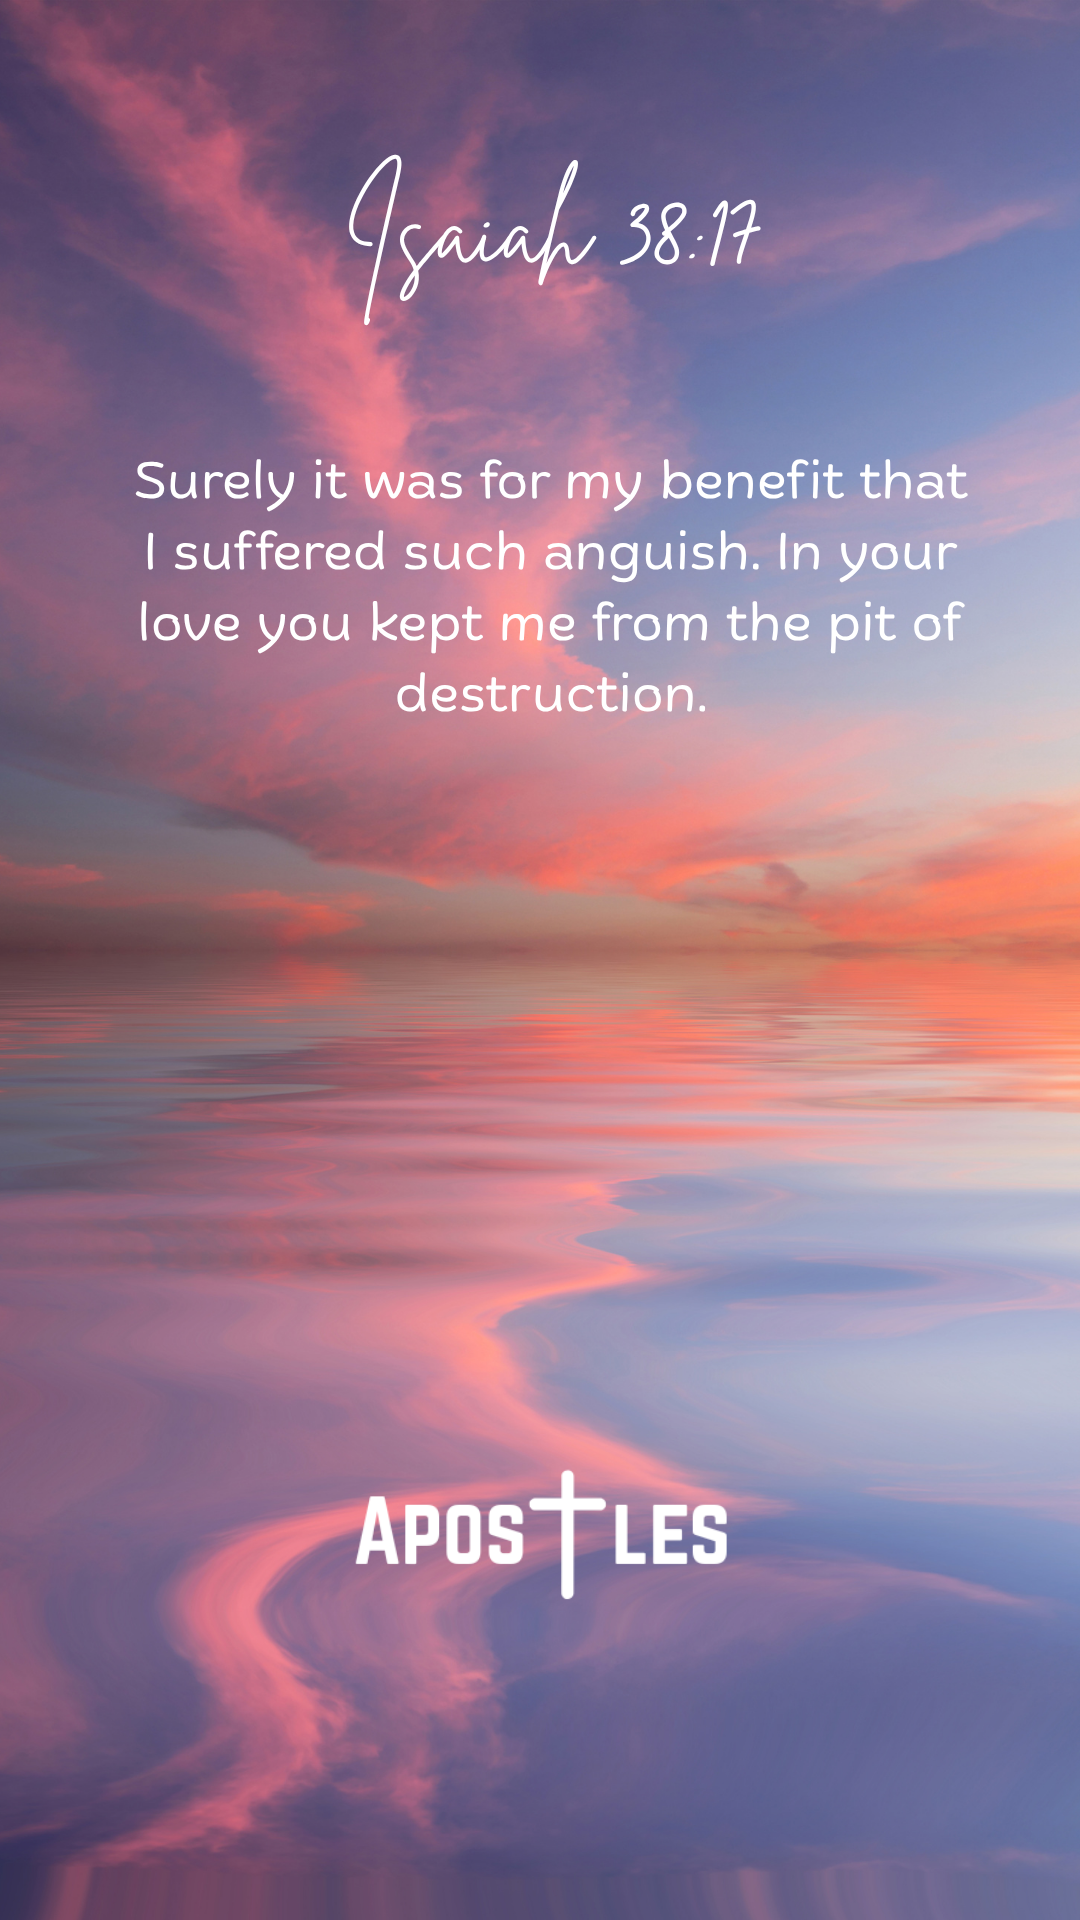 Isaiah 38:17
Surely it was for my benefit that
I suffered such anguish. In your
love you kept me from the pit of
destruction.
APOSTLES